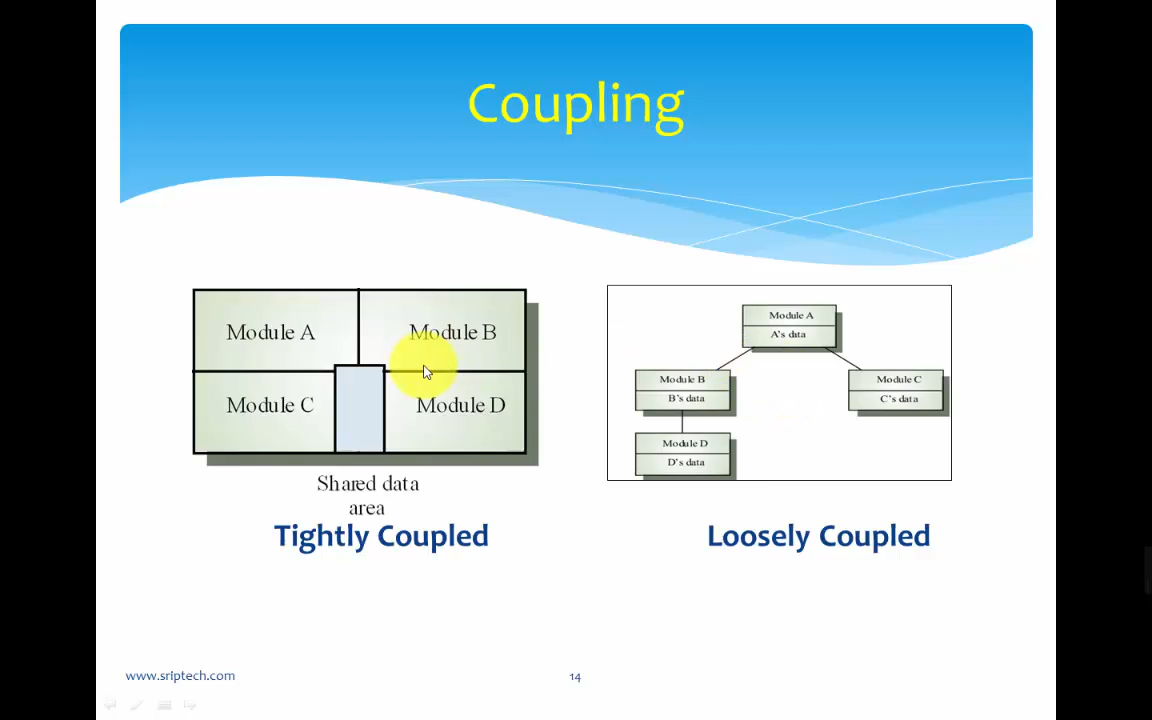 Coupling
Module A
Module B
Module C
Module D
Shared data
area
Tightly Coupled
Module A
A's data
Module B
B's data
Module C
C's data
Module D
D's data
Loosely Coupled
www.sriptech.com
14